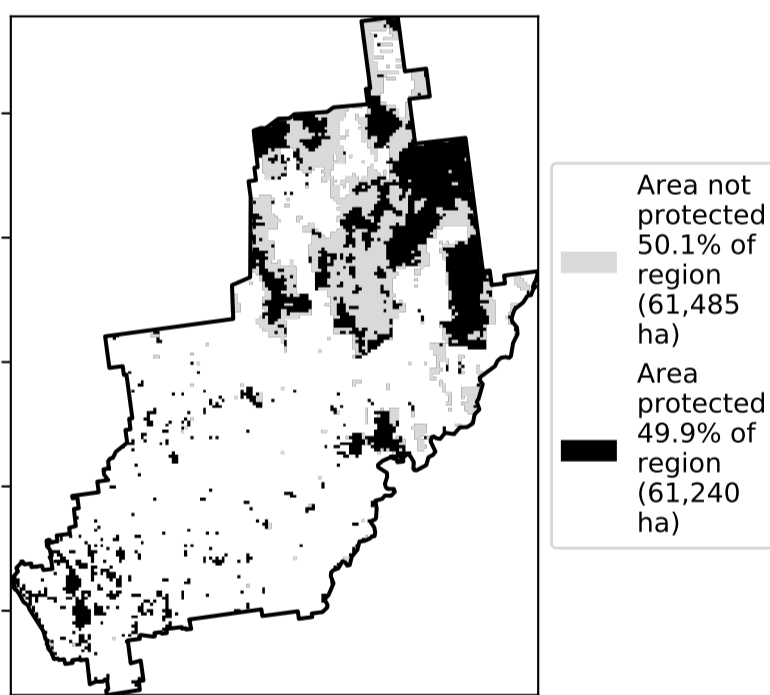 Area not
protected
50.1% of
region
(61,485
ha)
Area
protected
49.9% of
region
(61,240
ha)